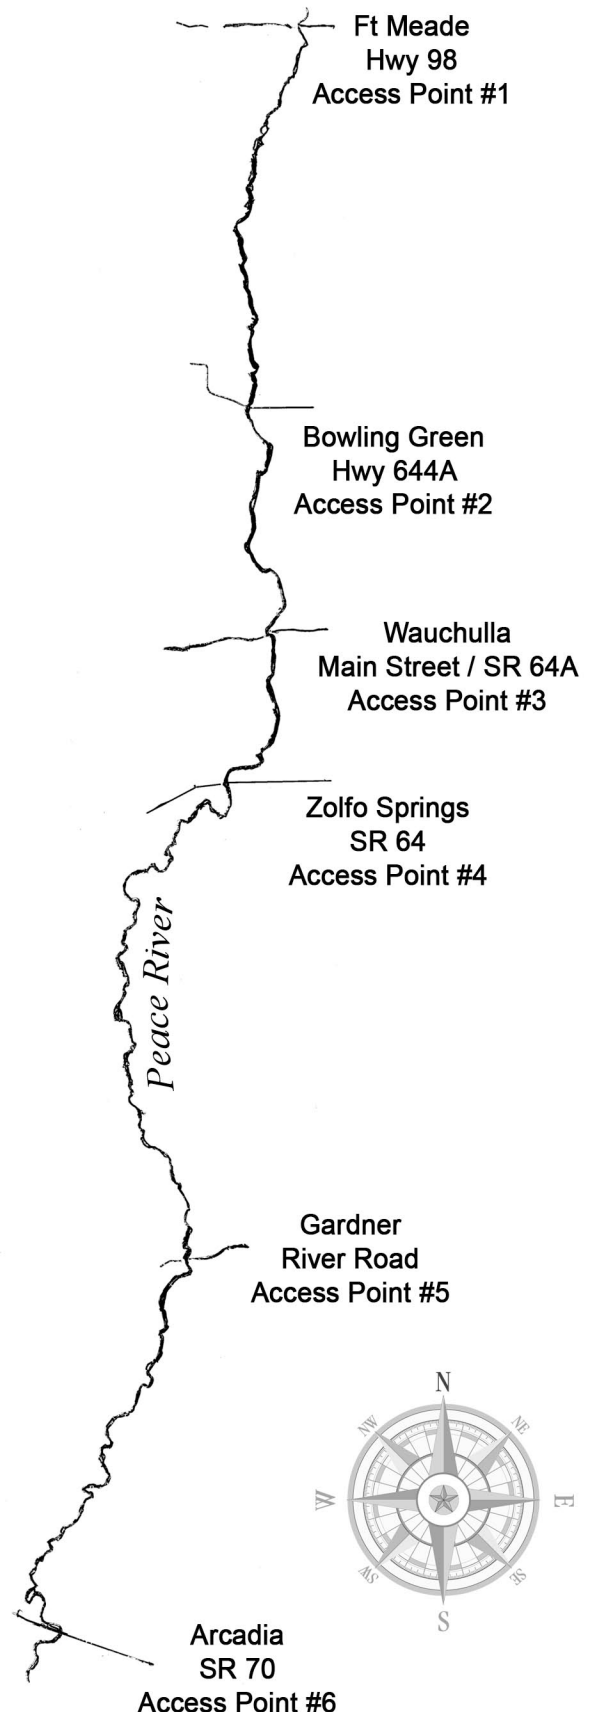 Ft Meade
Hwy 98
Access Point #1
Bowling Green
Hwy 644A
Access Point #2
Wauchulla
Main Street / SR 64A
Access Point #3
Zolfo Springs
SR 64
Access Point #4
Peace River
Gardner
River Road
Access Point #5
N
NW
NE
W
E
SW
SE
S
Arcadia
SR 70
Access Point #6